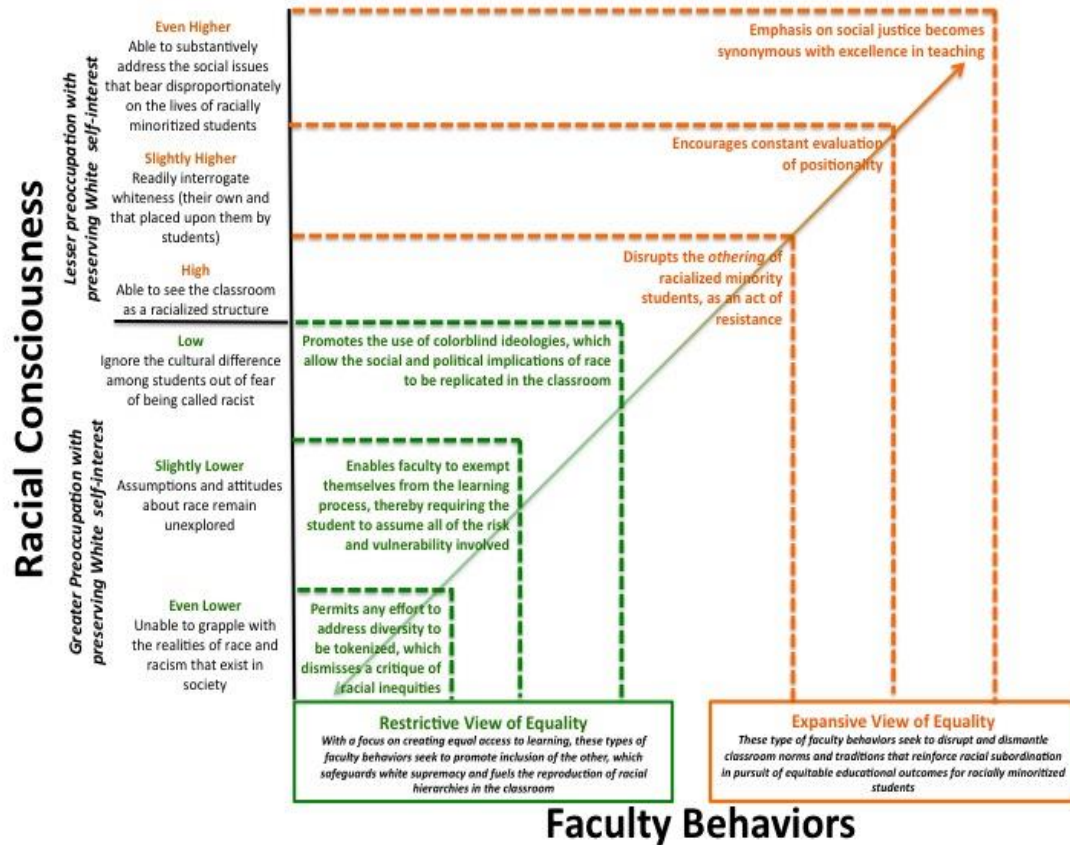 Racial Consciousness
Lesser preoccupation with
preserving White self-interest
Even Higher
Able to substantively
address the social issues
that bear disproportionately
on the lives of racially
minoritized students
Slightly Higher
Readily interrogate
whiteness (their own and
that placed upon them by
students)
High
Able to see the classroom
as a racialized structure
Greater Preoccupation with
preserving White self-interest
Low
Ignore the cultural difference
among students out of fear
of being called racist
Slightly Lower
Assumptions and attitudes
about race remain
unexplored
Even Lower
Unable to grapple with
the realities of race and
racism that exist in
society
Emphasis on social justice becomes
synonymous with excellence in teaching
Encourages constant evaluation
of positionality
Disrupts the othering of
racialized minority
students, as an act of
resistance
Promotes the use of colorblind ideologies, which
allow the social and political implications of race
to be replicated in the classroom
Enables faculty to exempt
themselves from the learning
process, thereby requiring the
student to assume all of the risk
and vulnerability involved
Permits any effort to
address diversity to
be tokenized, which
dismisses a critique of
racial inequities
Restrictive View of Equality
With a focus on creating equal access to learning, these types of
faculty behaviors seek to promote inclusion of the other, which
safeguards white supremacy and fuels the reproduction of racial
hierarchies in the classroom
Expansive View of Equality
These type of faculty behaviors seek to disrupt and dismantle
classroom norms and traditions that reinforce racial subordination
in pursuit of equitable educational outcomes for racially minoritized
students
Faculty Behaviors